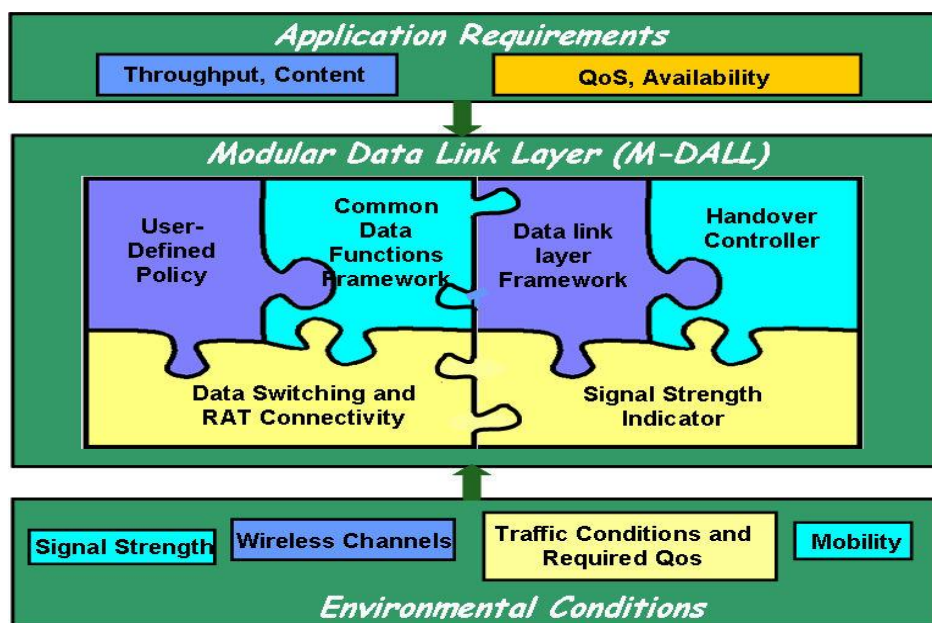 Application Requirements
Throughput, Content
QoS, Availability
Modular Data Link Layer (M-DALL)
User-
Defined
Policy
Common
Data
Functions
Framework
Data link
layer
Framework
Handover
Controller
Data Switching and
RAT Connectivity
Signal Strength
Indicator
Signal Strength
Wireless Channels
Traffic Conditions and
Required Qos
Mobility
Environmental Conditions